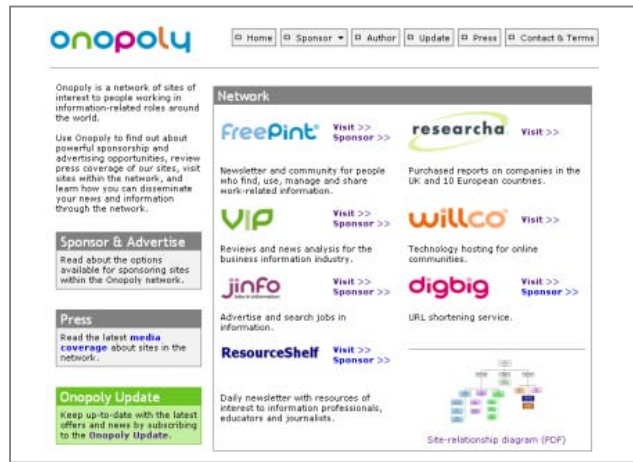 onopoly
Home Sponsor Author Update Press Contact & Terms
Onopoly is a network of sites of
interest to people working in
information-related roles around
the world.
Use Onopoly to find out about
powerful sponsorship and
advertising opportunities, review
press coverage of our sites, visit
sites within the network, and
learn how you can disseminate
your news and information
through the network.
Sponsor & Advertise
Read about the options
available for sponsoring sites
within the Onopoly network.
Press
Read the latest media
coverage about sites in the
network.
Onopoly Update
Keep up-to-date with the latest
offers and news by subscribing
to the Onopoly Update.
Network
FreePint Visit >>
Sponsor >>
Newsletter and community for people
who find, use, manage and share
work-related information.
researcha Visit >>
Purchased reports on companies in the
UK and 10 European countries.
VIP Visit >>
Sponsor >>
Reviews and news analysis for the
business information industry.
willco Visit >>
Technology hosting for online
communities.
jinfo Visit >>
jobs in information Sponsor >>
Advertise and search jobs in
information.
digbig Visit >>
Sponsor >>
URL shortening service.
ResourceShelf Visit >>
Sponsor >>
Daily newsletter with resources of
interest to information professionals,
educators and journalists.
Site-relationship diagram (PDF)